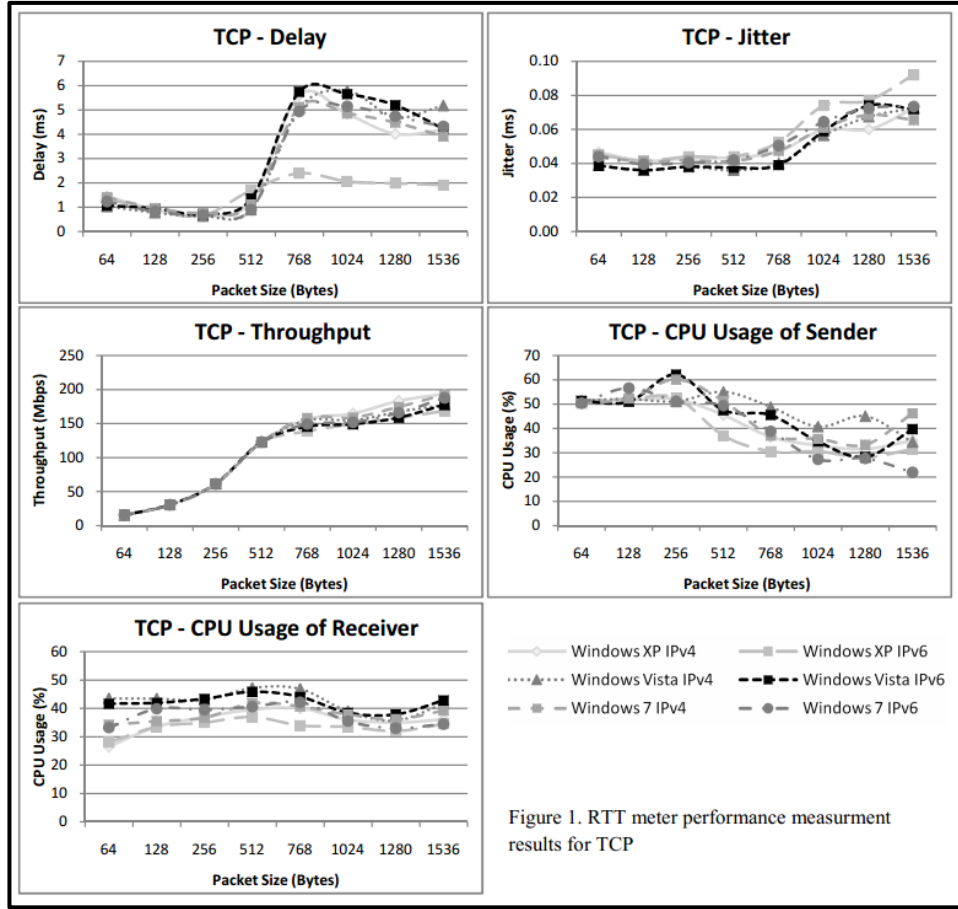 TCP - Delay
7
6
5
4
3
2
1
0
Delay (ms)
64 128 256 512 768 1024 1280 1536
Packet Size (Bytes)
TCP - Jitter
0.10
0.08
0.06
0.04
0.02
0.00
Jitter (ms)
64 128 256 512 768 1024 1280 1536
Packet Size (Bytes)
TCP - Throughput
250
200
150
100
50
0
Throughput (Mbps)
64 128 256 512 768 1024 1280 1536
Packet Size (Bytes)
TCP - CPU Usage of Sender
70
60
50
40
30
20
10
0
CPU Usage (%)
64 128 256 512 768 1024 1280 1536
Packet Size (Bytes)
TCP - CPU Usage of Receiver
60
50
40
30
20
10
0
CPU Usage (%)
64 128 256 512 768 1024 1280 1536
Packet Size (Bytes)
Windows XP IPv4 Windows XP IPv6
Windows Vista IPv4 Windows Vista IPv6
Windows 7 IPv4 Windows 7 IPv6
Figure 1. RTT meter performance measurment
results for TCP